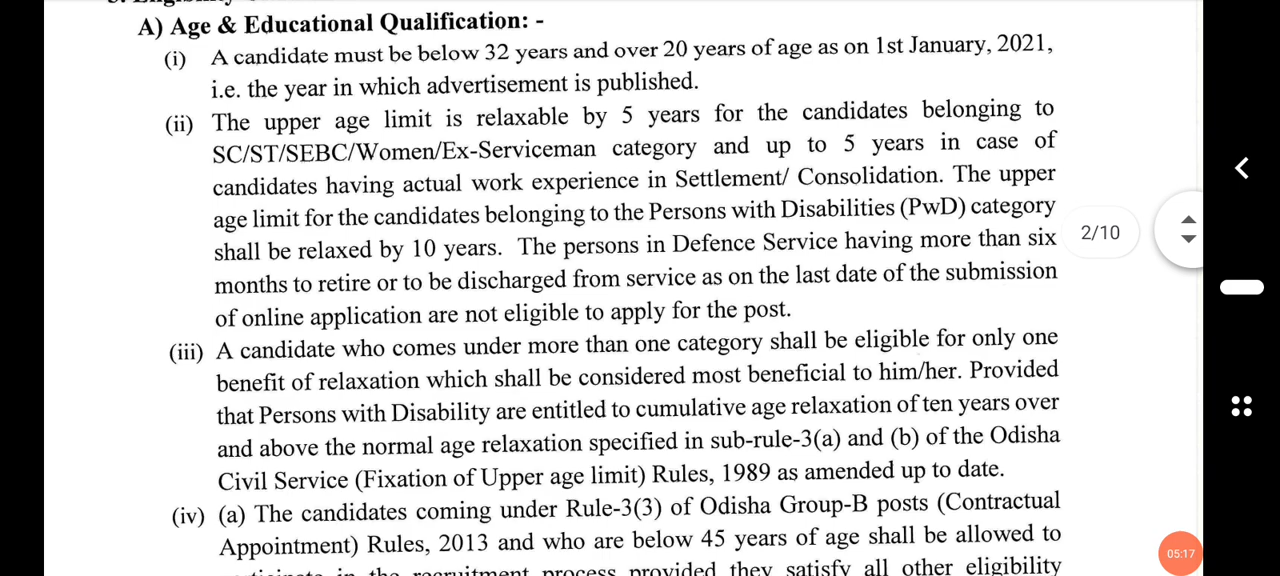 A) Age & Educational Qualification: -
(i) A candidate must be below 32 years and over 20 years of age as on 1st January, 2021,
i.e. the year in which advertisement is published.
(ii) The upper age limit is relaxable by 5 years for the candidates belonging to
SC/ST/SEBC/Women/Ex-Serviceman category and up to 5 years in case of
candidates having actual work experience in Settlement/ Consolidation. The upper
age limit for the candidates belonging to the Persons with Disabilities (PwD) category
shall be relaxed by 10 years. The persons in Defence Service having more than six
months to retire or to be discharged from service as on the last date of the submission
of online application are not eligible to apply for the post.
(iii) A candidate who comes under more than one category shall be eligible for only one
benefit of relaxation which shall be considered most beneficial to him/her. Provided
that Persons with Disability are entitled to cumulative age relaxation of ten years over
and above the normal age relaxation specified in sub-rule-3(a) and (b) of the Odisha
Civil Service (Fixation of Upper age limit) Rules, 1989 as amended up to date.
(iv) (a) The candidates coming under Rule-3(3) of Odisha Group-B posts (Contractual
Appointment) Rules, 2013 and who are below 45 years of age shall be allowed to
in the recruitment process provided they satisfy all other eligibility
2/10
05:17